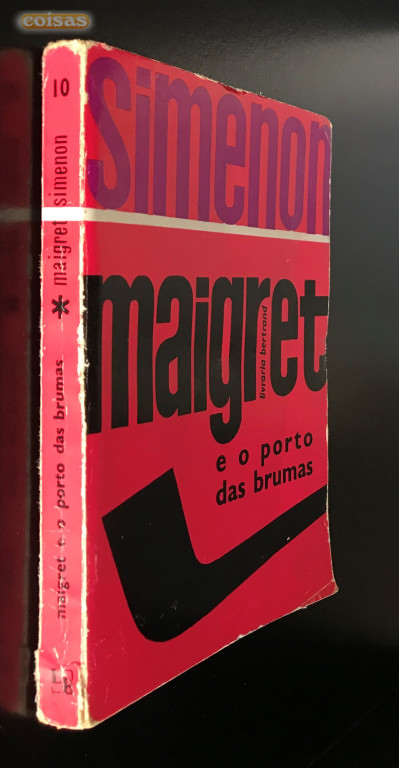 coisas
10
maigret simenon
*
maigret e o porto das brumas
simenon
maigret
livraria bertrand
e o porto
das brumas